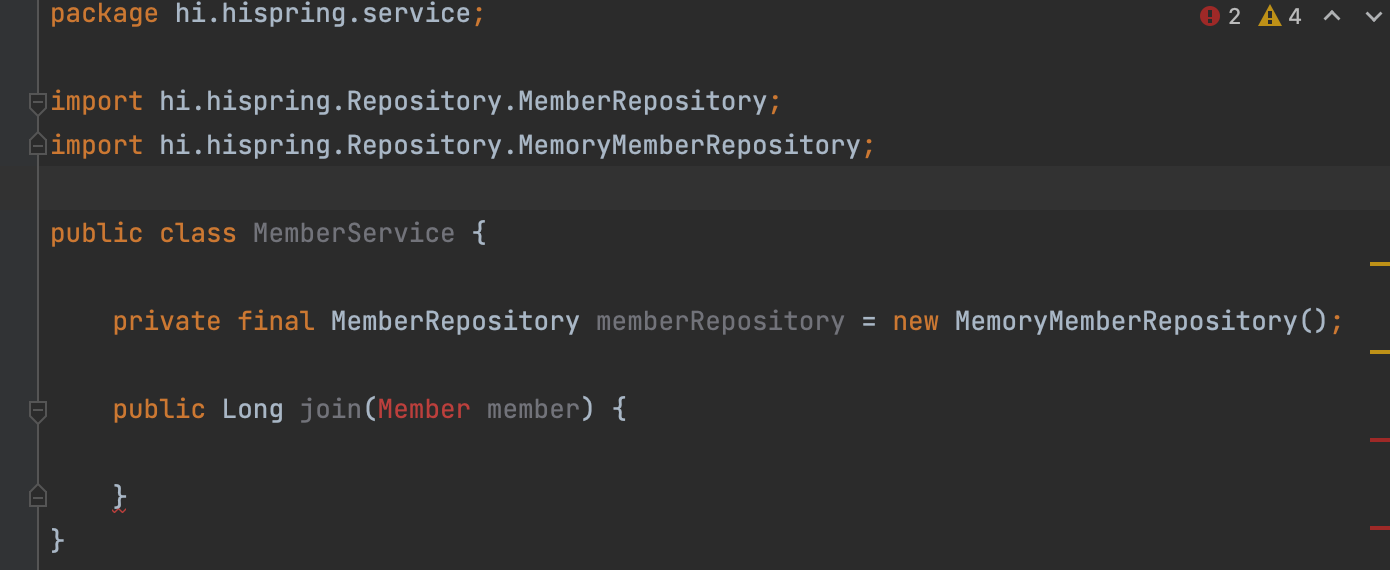 package hi.hispring.service;
2 4
import hi.hispring.Repository.MemberRepository;
import hi.hispring.Repository.MemoryMemberRepository;
public class MemberService {
private final MemberRepository memberRepository = new MemoryMemberRepository();
public Long join(Member member) {
}
}